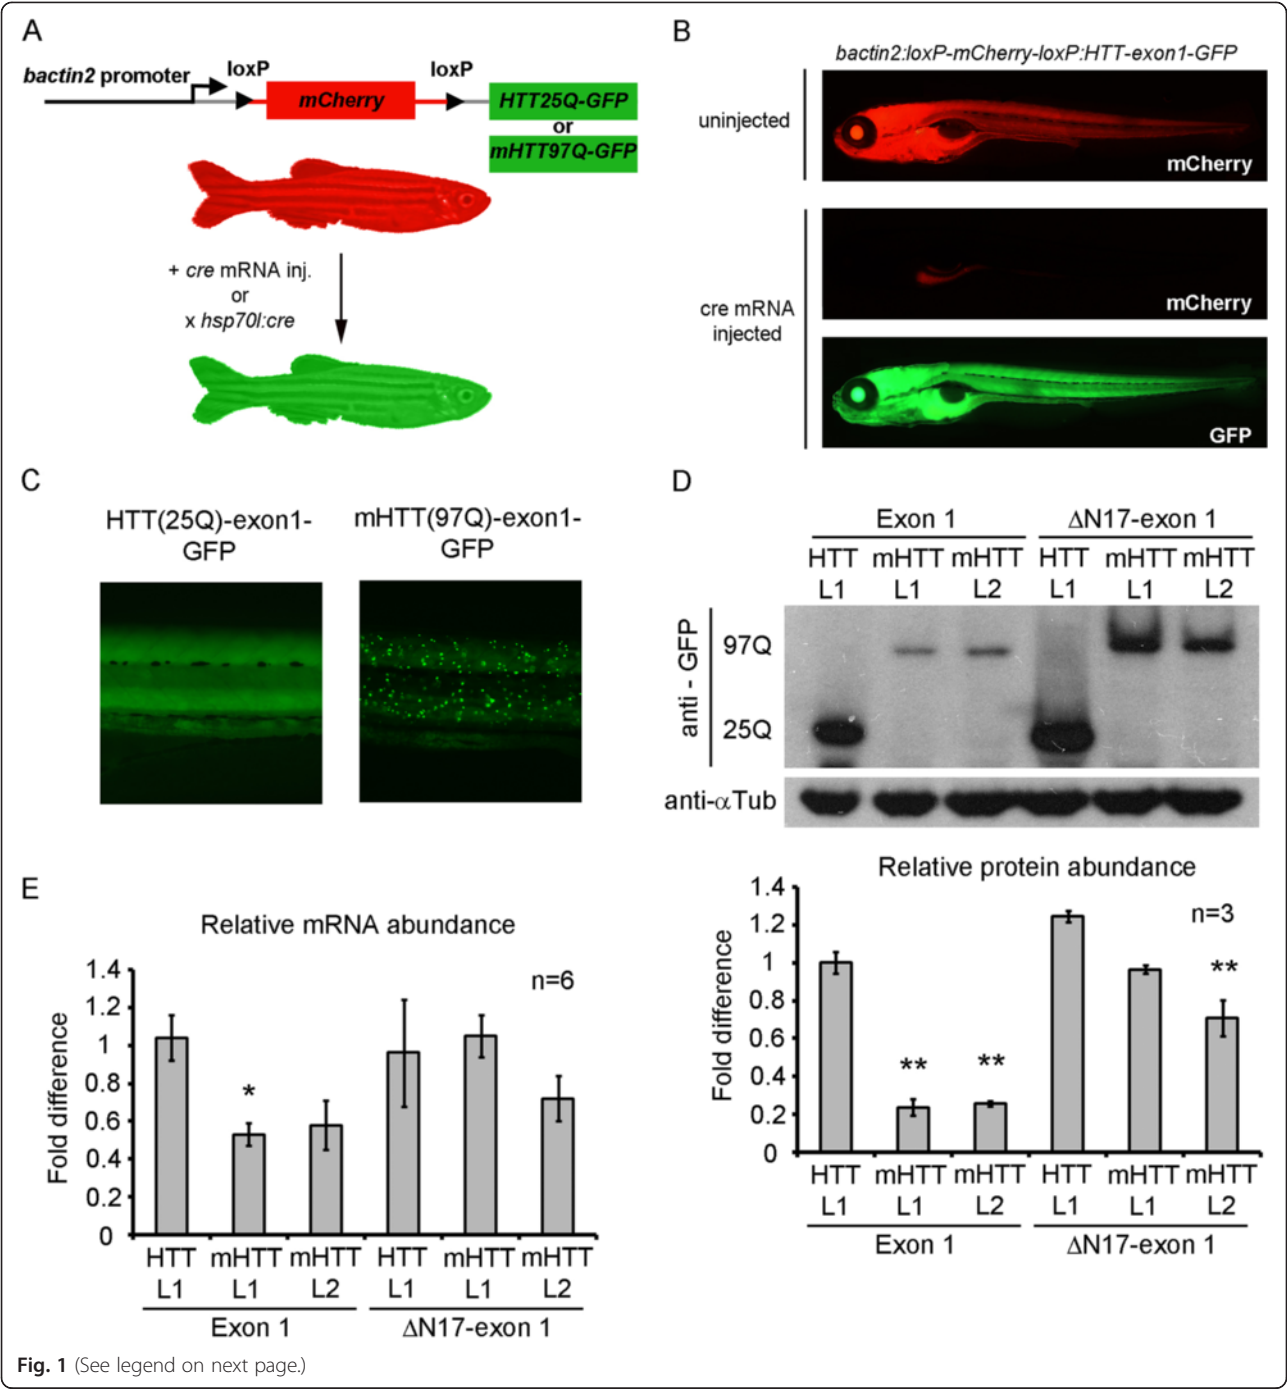 A
bactin2 promoter
loxP
mCherry
loxP
HTT25Q-GFP
or
mHTT97Q-GFP
+ cre mRNA inj.
or
x hsp70l:cre
B
bactin2:loxP-mCherry-loxP:HTT-exon1-GFP
uninjected
mCherry
cre mRNA
injected
mCherry
GFP
C
HTT(25Q)-exon1-
GFP
mHTT(97Q)-exon1-
GFP
D
Exon 1 ΔN17-exon 1
HTT mHTT mHTT HTT mHTT mHTT
L1 L1 L2 L1 L1 L2
anti - GFP
97Q
25Q
anti-αTub
Relative protein abundance
n=3
Fold difference
1.4
1.2
1
0.8
0.6
0.4
0.2
0
** ** **
HTT mHTT mHTT HTT mHTT mHTT
L1 L1 L2 L1 L1 L2
Exon 1 ΔN17-exon 1
E
Relative mRNA abundance
n=6
Fold difference
1.4
1.2
1
0.8
0.6
0.4
0.2
0
*
HTT mHTT mHTT HTT mHTT mHTT
L1 L1 L2 L1 L1 L2
Exon 1 ΔN17-exon 1
Fig. 1 (See legend on next page.)